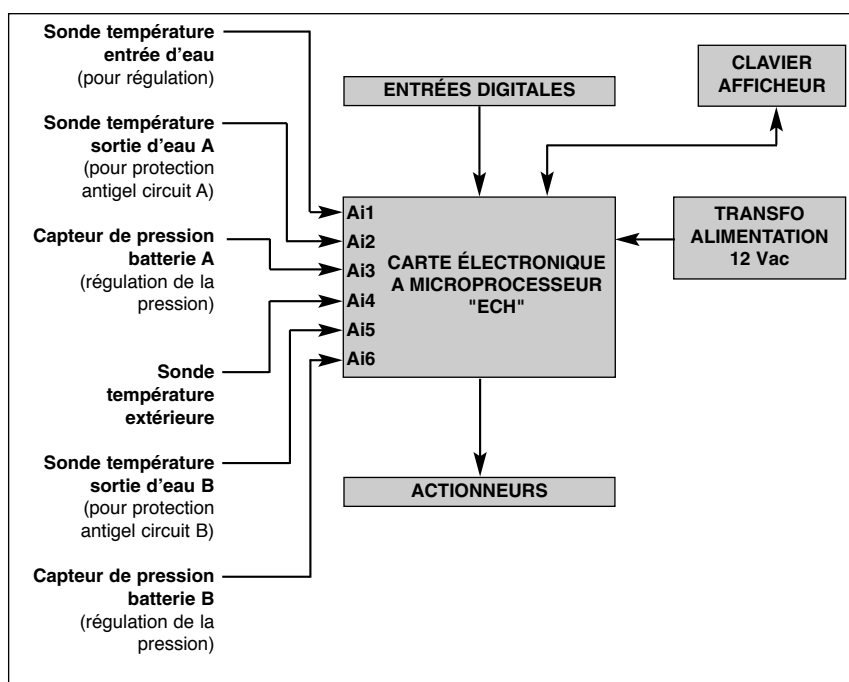 Sonde température
entrée d'eau
(pour régulation)
Sonde température
sortie d'eau A
(pour protection
antigel circuit A)
Capteur de pression
batterie A
(régulation de la
pression)
Sonde
température
extérieure
Sonde température
sortie d'eau B
(pour protection
antigel circuit B)
Capteur de pression
batterie B
(régulation de la
pression)
ENTRÉES DIGITALES
Ai1
Ai2
Ai3
Ai4
Ai5
Ai6
CARTE ÉLECTRONIQUE
A MICROPROCESSEUR
"ECH"
ACTIONNEURS
CLAVIER
AFFICHEUR
TRANSFO
ALIMENTATION
12 Vac